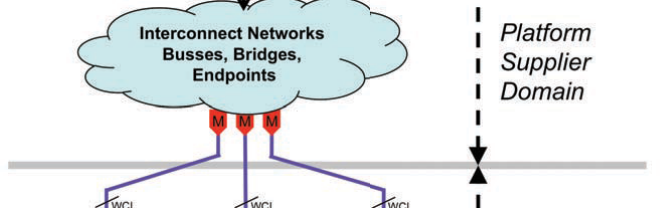 Interconnect Networks
Busses, Bridges,
Endpoints
Platform
Supplier
Domain
M M M
WCI WCI WCI